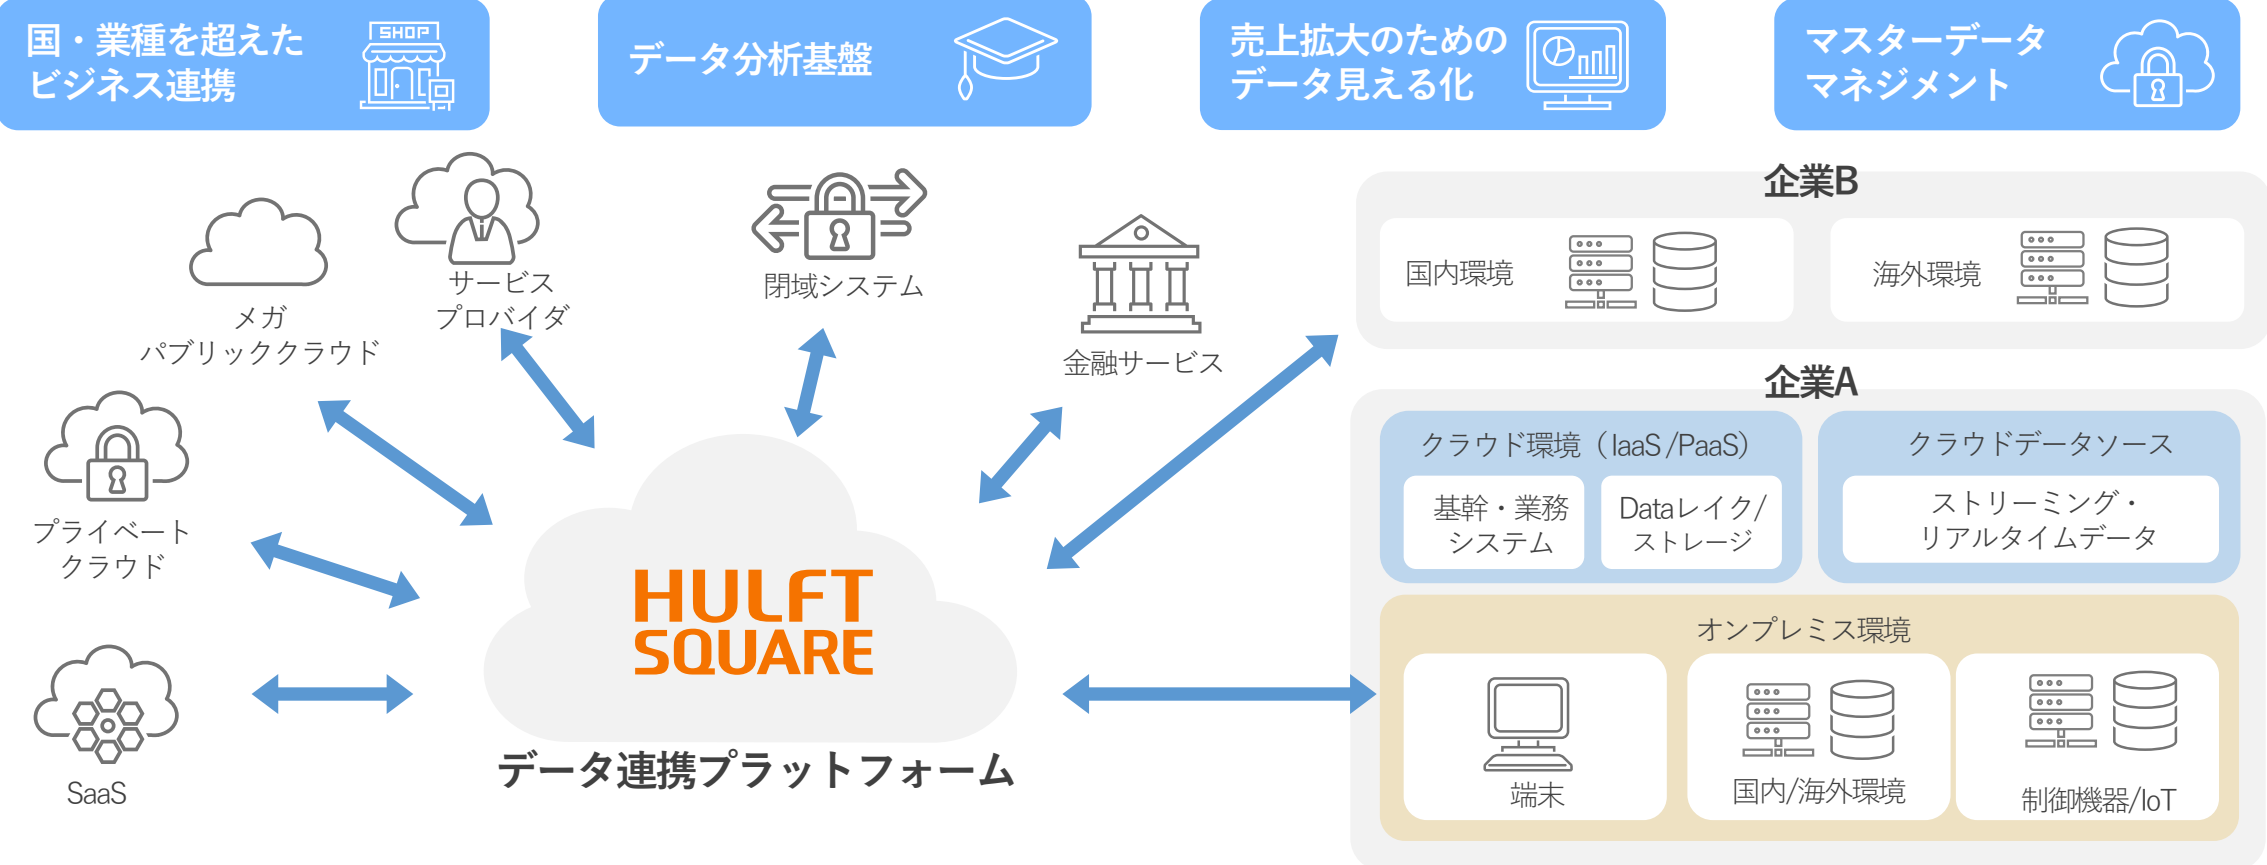 国・業種を超えた
ビジネス連携
SHOP
データ分析基盤
売上拡大のための
データ見える化
マスターデータ
マネジメント
サービス
プロバイダ
メガ
パブリッククラウド
閉域システム
金融サービス
プライベート
クラウド
SaaS
HULFT
SQUARE
データ連携プラットフォーム
企業B
国内環境
海外環境
企業A
クラウド環境（IaaS/PaaS）
基幹・業務
システム
Dataレイク/
ストレージ
クラウドデータソース
ストリーミング・
リアルタイムデータ
オンプレミス環境
端末
国内/海外環境
制御機器/IoT